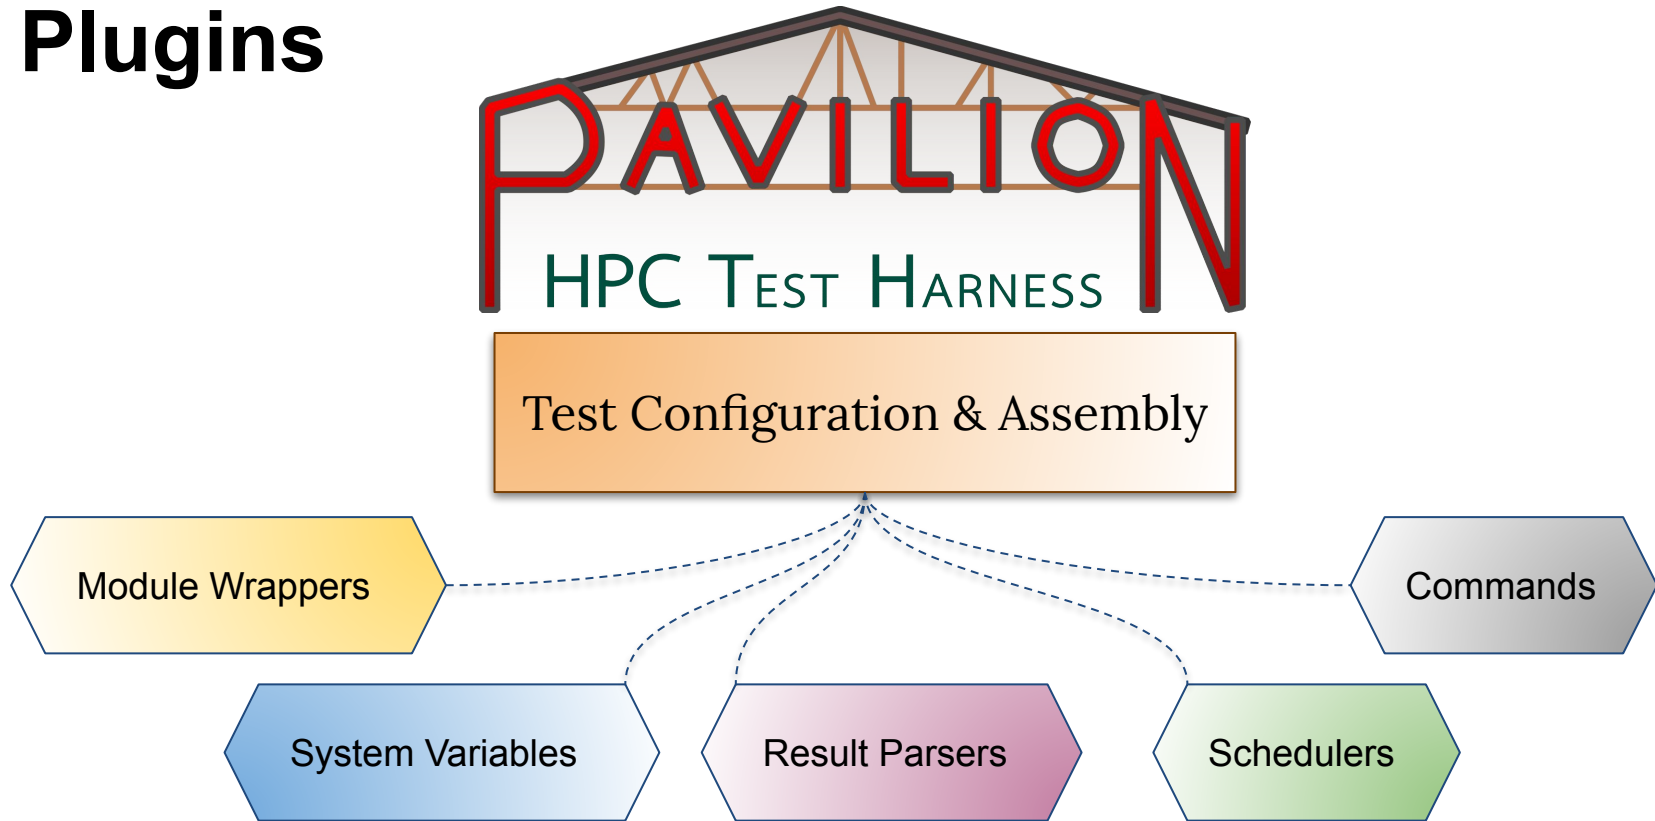 Plugins
PAVILION
HPC TEST HARNESS
Test Configuration & Assembly
Module Wrappers
Commands
System Variables
Result Parsers
Schedulers